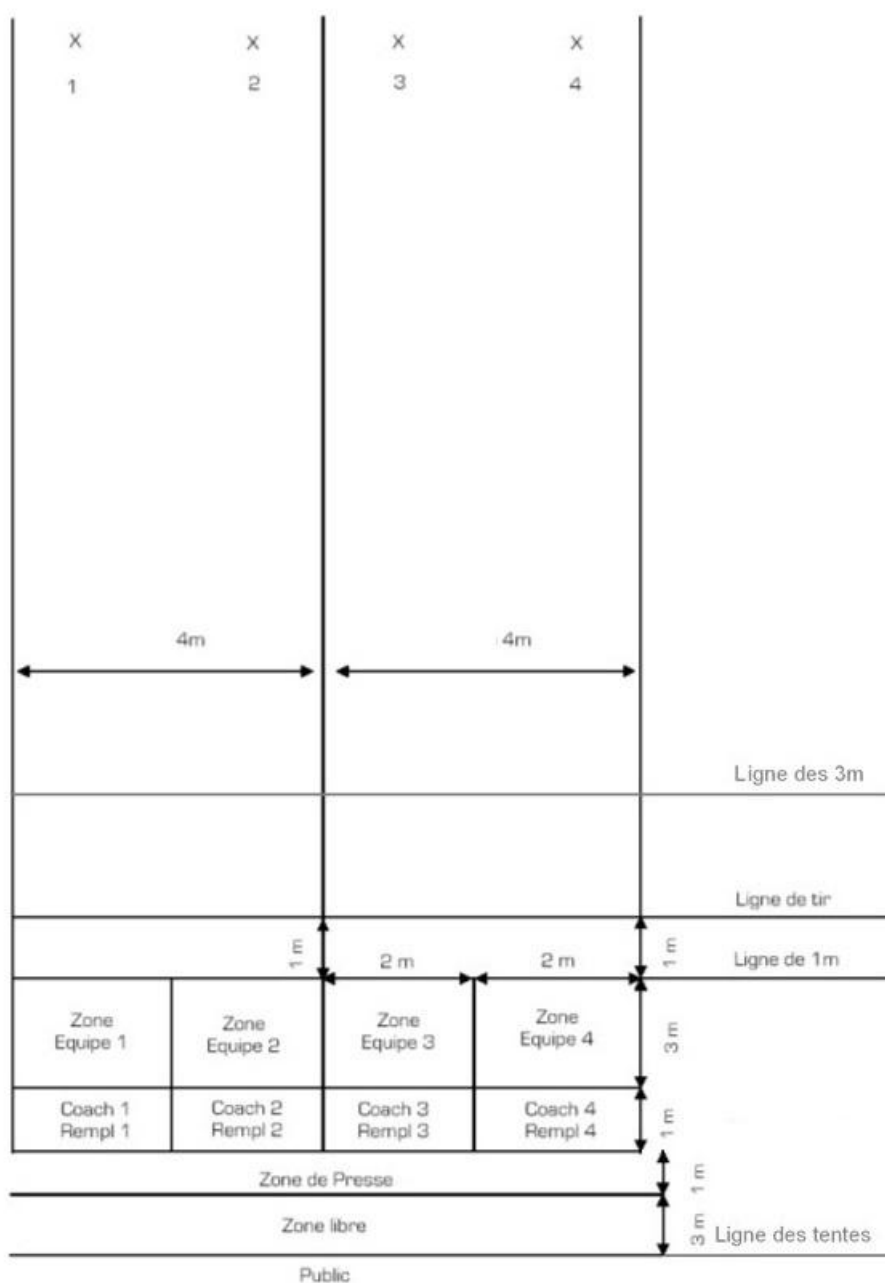 X X X X
1 2 3 4
4m 4m
Ligne des 3m
Ligne de tir
1 m 1 m
2 m 2 m
Ligne de 1m
Zone Zone Zone Zone
Equipe 1 Equipe 2 Equipe 3 Equipe 4
3 m
Coach 1 Coach 2 Coach 3 Coach 4
Rempl 1 Rempl 2 Rempl 3 Rempl 4
1 m
Zone de Presse
1 m
Zone libre
3 m
Ligne des tentes
Public